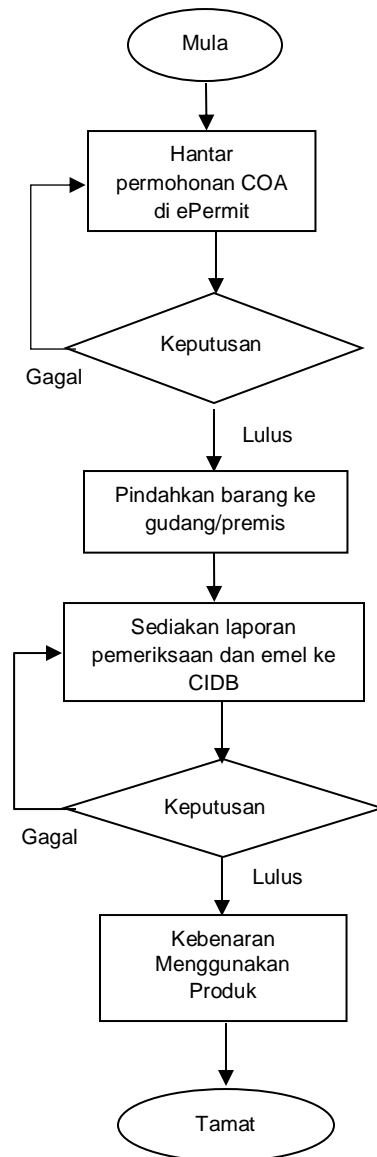 Mula
Hantar
permohonan COA
di ePermit
Keputusan
Gagal
Lulus
Pindahkan barang ke
gudang/premis
Sediakan laporan
pemeriksaan dan emel ke
CIDB
Keputusan
Gagal
Lulus
Kebenaran
Menggunakan
Produk
Tamat